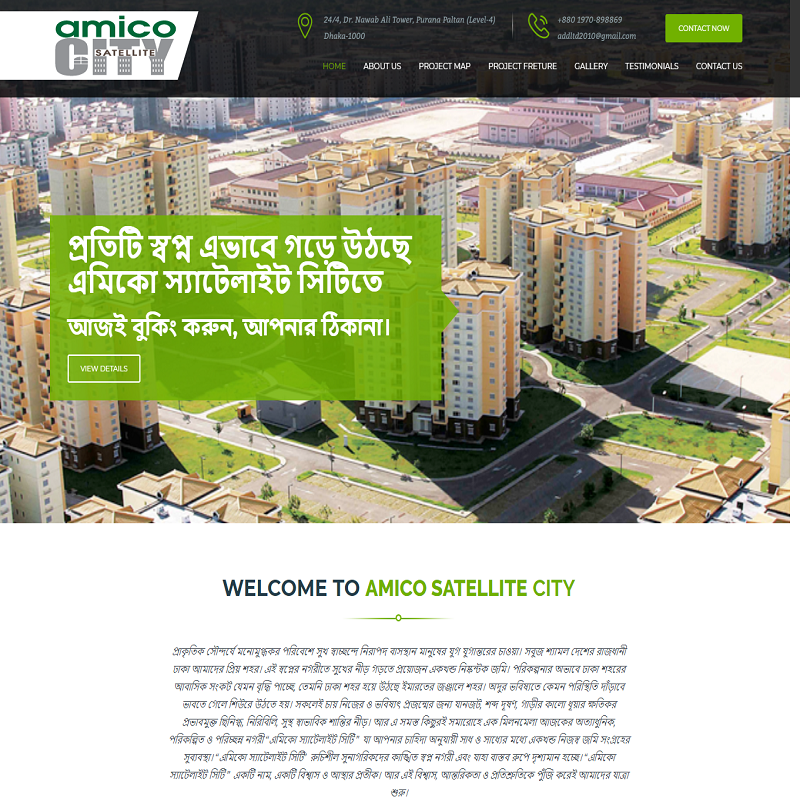 amico
SATELLITE
CITY
24/4, Dr. Nawab Ali Tower, Purana Paltan (Level-4)
Dhaka-1000
+880 1970-898869
addltd2010@gmail.com
CONTACT NOW
HOME ABOUT US PROJECT MAP PROJECT FRETURE GALLERY TESTIMONIALS CONTACT US
প্রতিটি স্বপ্ন এভাবে গড়ে উঠছে
এমিকো স্যাটেলাইট সিটিতে
আজই বুকিং করুন, আপনার ঠিকানা।
VIEW DETAILS
WELCOME TO AMICO SATELLITE CITY
প্রাকৃতিক সৌন্দর্যে মনোমুগ্ধকর পরিবেশে সুখ স্বাচ্ছন্দে নিরাপদ বাসস্থান মানুষের যুগ যুগান্তরের চাওয়া। সবুজ শ্যামল দেশের রাজধানী
ঢাকা আমাদের প্রিয় শহর। এই স্বপ্নের নগরীতে সুখের নীড় গড়তে প্রয়োজন একখন্ড নিষ্কন্টক জমি। পরিকল্পনার অভাবে ঢাকা শহরের
আবাসিক সংকট যেমন বৃদ্ধি পাচ্ছে, তেমনি ঢাকা শহর হয়ে উঠছে ইমারতের জঞ্জালে শহর। অদুর ভবিষ্যতে কেমন পরিস্থিতি দাঁড়াবে
ভাবতে গেলে শিউরে উঠতে হয়। সকলেই চায় নিজের ও ভবিষ্যৎ প্রজন্মের জন্য যানজট, শব্দ দূষণ, গাড়ীর কালো ধুয়ার ক্ষতিকর
প্রভাবমুক্ত ছিনিগ্ধ, নিরিবিলি, সুস্থ স্বাভাবিক শান্তির নীড়। আর এ সমস্ত কিছুরই সমারোহে এক মিলনমেলা আজকের অত্যাধুনিক,
পরিকল্পিত ও পরিচ্ছন্ন নগরী “এমিকো স্যাটেলাইট সিটি” যা আপনার চাহিদা অনুযায়ী সাধ ও সাধ্যের মধ্যে একখন্ড নিজস্ব জমি সংগ্রহের
সুব্যবস্থা। “এমিকো স্যাটেলাইট সিটি” রুচিশীল সুনাগরিকদের কাঙ্খিত স্বপ্ন নগরী এবং যাহা বাস্তব রুপে দৃশ্যমান হচ্ছে। “এমিকো
স্যাটেলাইট সিটি” একটি নাম, একটি বিশ্বাস ও আস্থার প্রতীক। আর এই বিশ্বাস, আন্তরিকতা ও প্রতিশ্রুতিকে পুঁজি করেই আমাদের যাত্রা
শুরু।